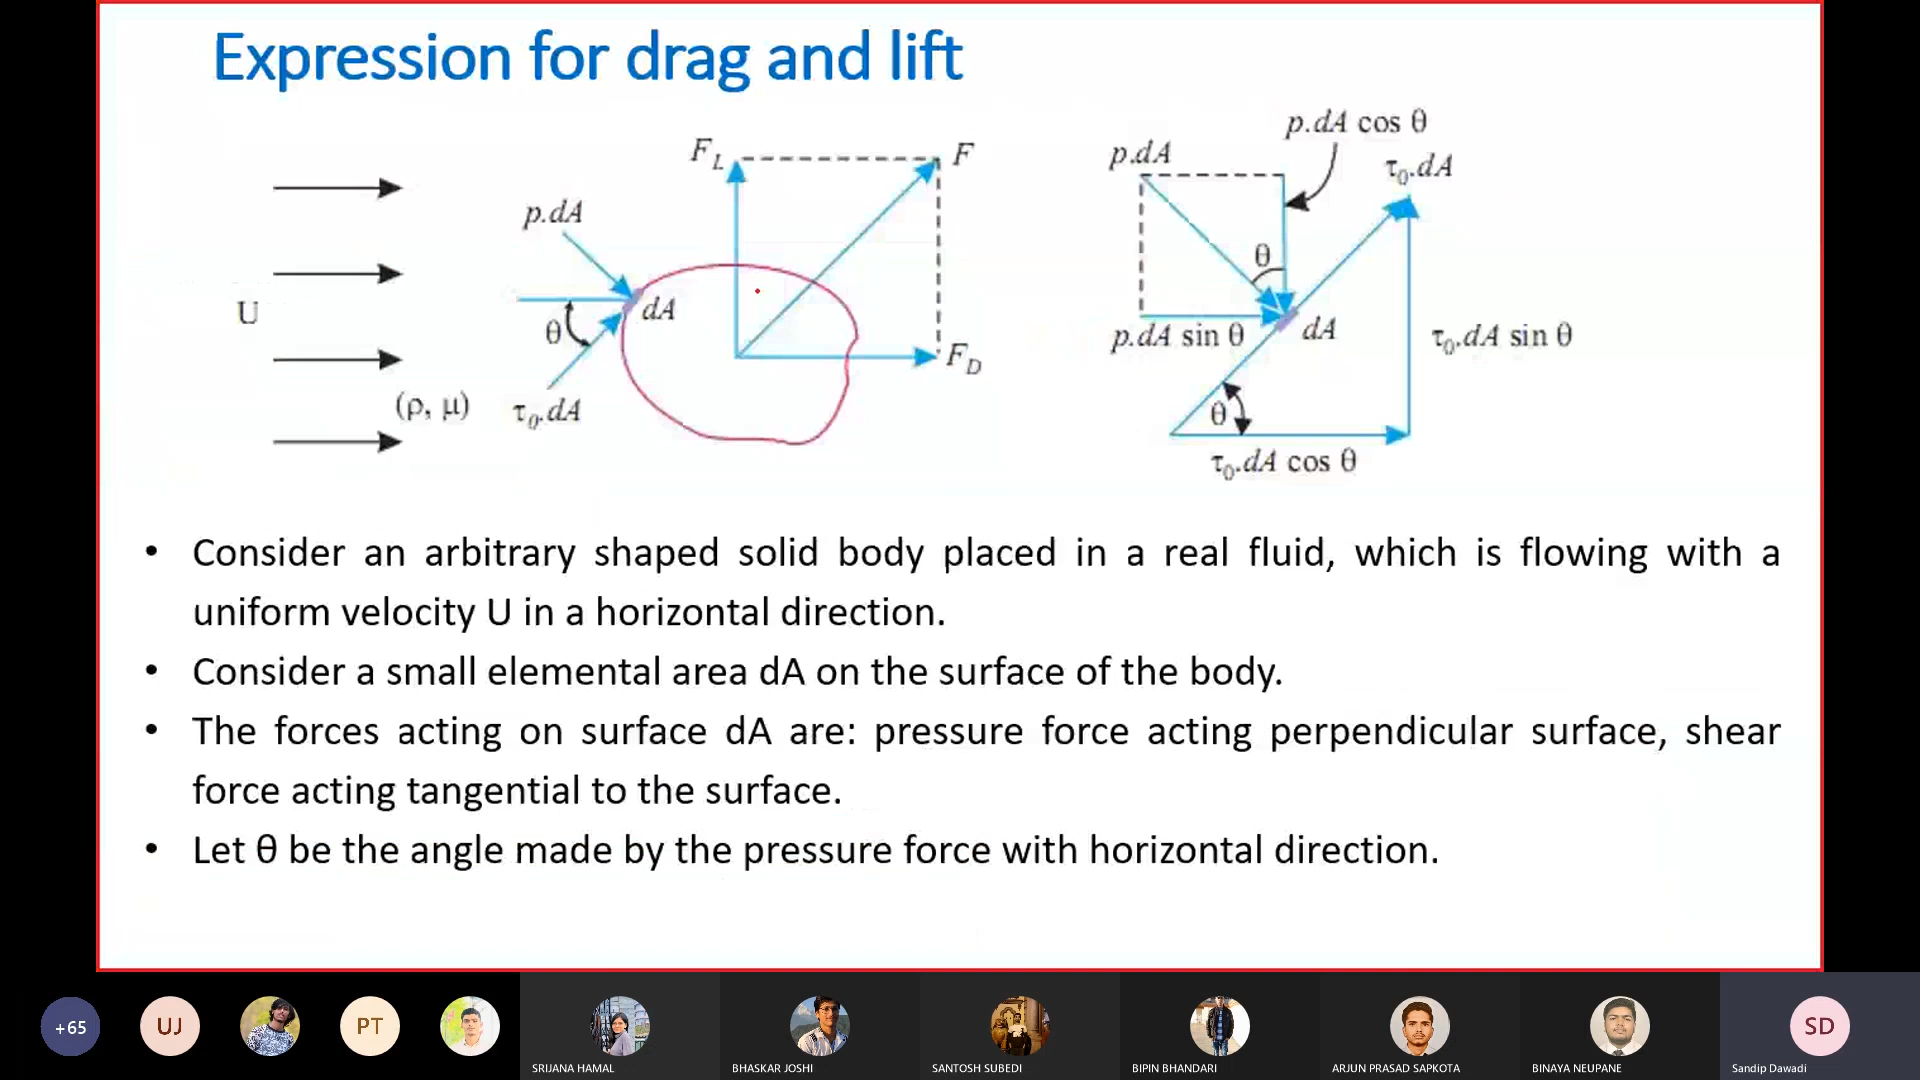 Expression for drag and lift
U
(ρ, μ)
p.dA
θ
τ₀.dA
dA
F_L
F
F_D
p.dA
p.dA cos θ
τ₀.dA
θ
p.dA sin θ
dA
τ₀.dA sin θ
θ
τ₀.dA cos θ
• Consider an arbitrary shaped solid body placed in a real fluid, which is flowing with a
uniform velocity U in a horizontal direction.
• Consider a small elemental area dA on the surface of the body.
• The forces acting on surface dA are: pressure force acting perpendicular surface, shear
force acting tangential to the surface.
• Let θ be the angle made by the pressure force with horizontal direction.
+65
UJ
PT
SD
SRIJANA HAMAL
BHASKAR JOSHI
SANTOSH SUBEDI
BIPIN BHANDARI
ARJUN PRASAD SAPKOTA
BINAYA NEUPANE
Sandip Dawadi